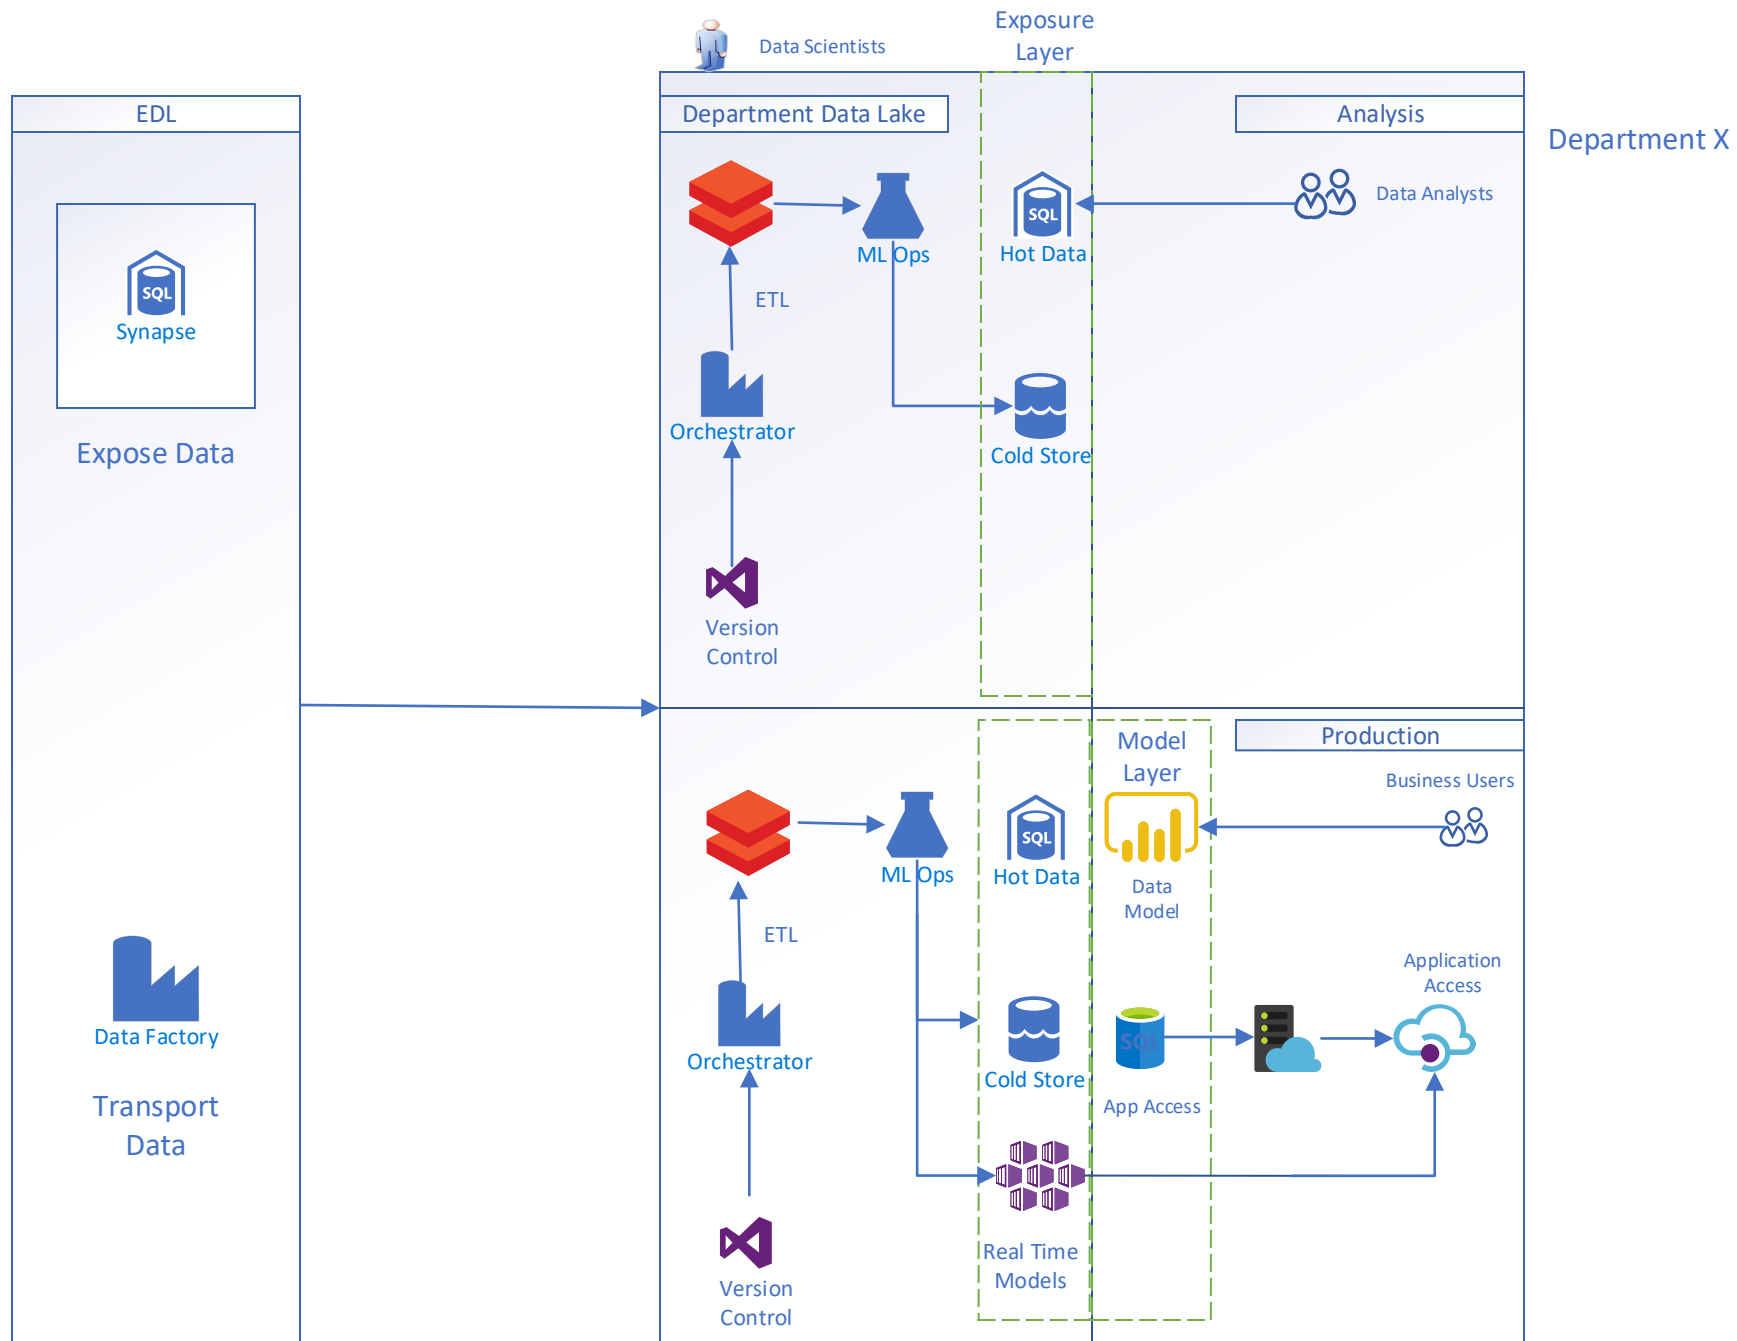 Exposure
Layer
Data Scientists
EDL
Department Data Lake
Analysis
Department X
SQL
Synapse
Expose Data
ML Ops
SQL
Hot Data
Data Analysts
ETL
Orchestrator
Cold Store
Version
Control
Production
Model
Layer
Business Users
ML Ops
SQL
Hot Data
Data
Model
ETL
Application
Access
Data Factory
Orchestrator
Cold Store
SQL
App Access
Transport
Data
Real Time
Models
Version
Control